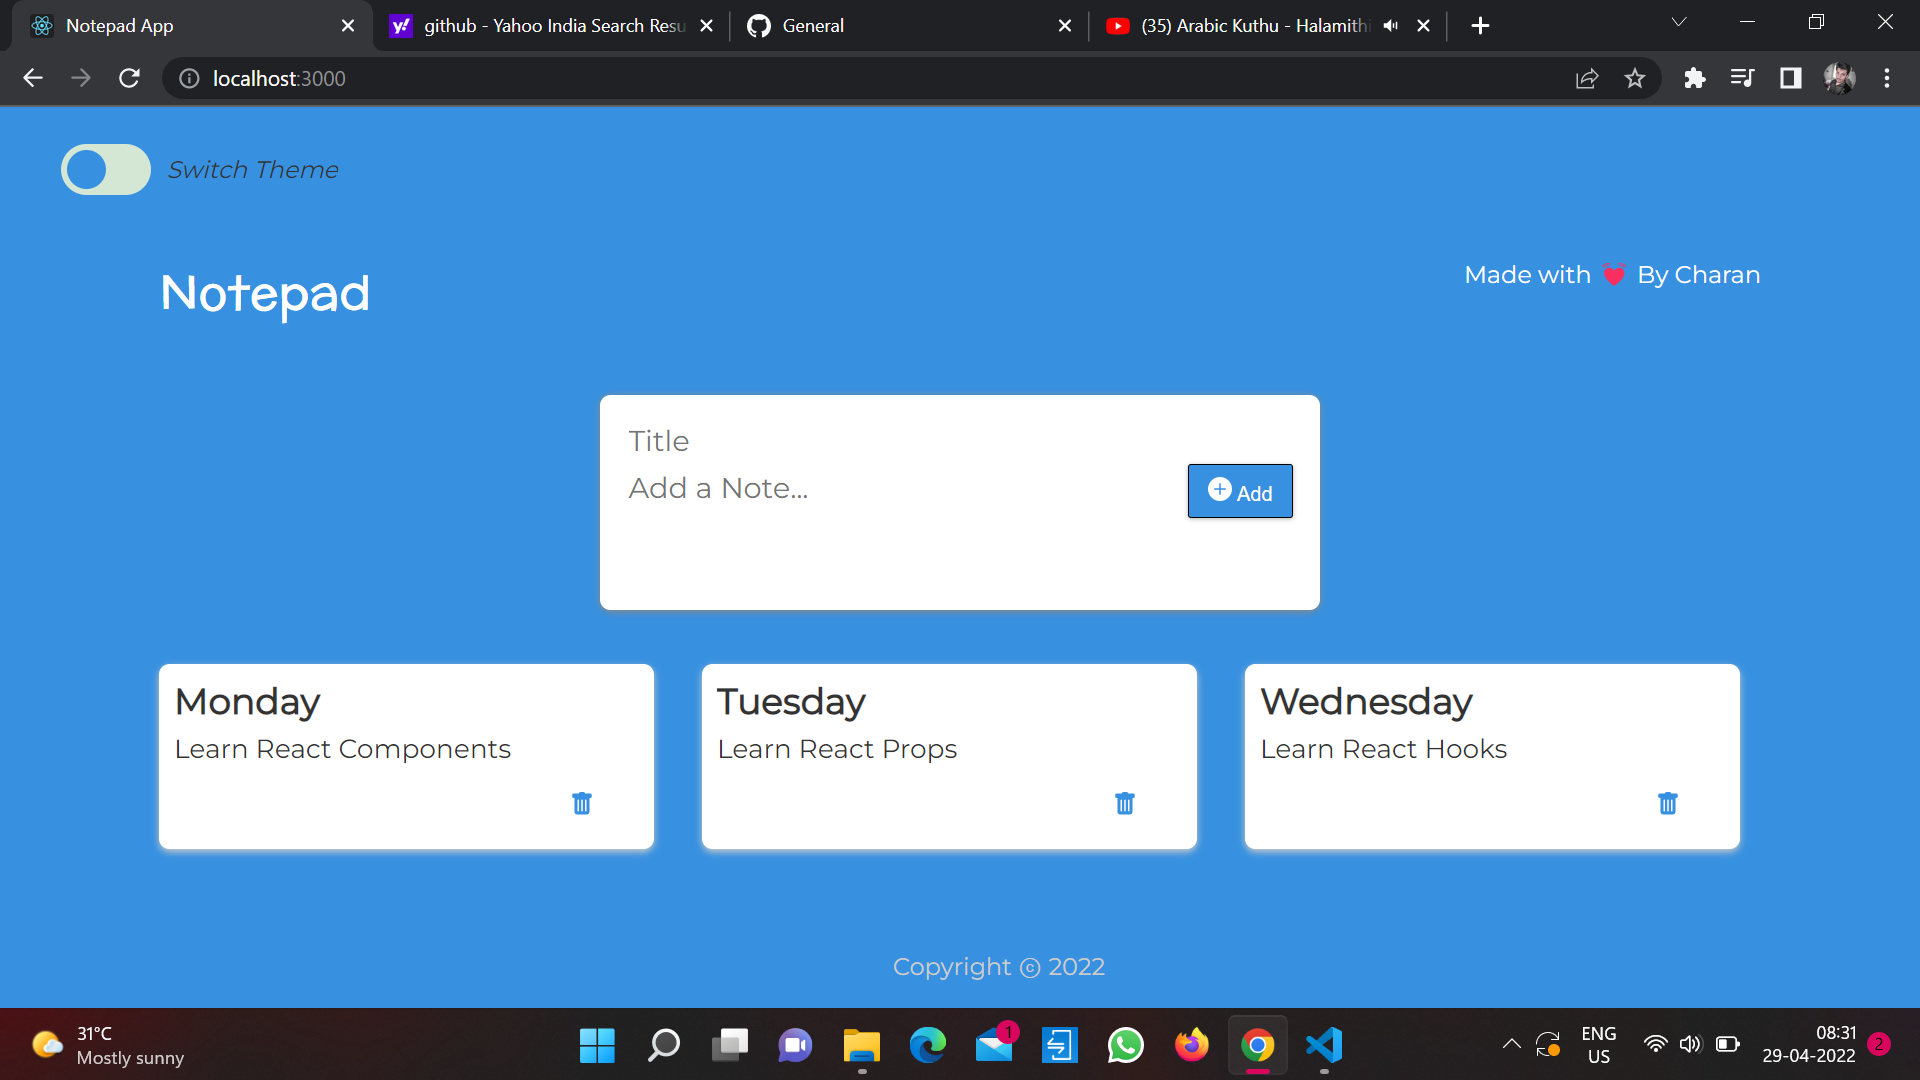 Notepad App
github - Yahoo India Search Resu
General
(35) Arabic Kuthu - Halamithi
localhost:3000
Switch Theme
Notepad
Made with 💓 By Charan
Title
Add a Note...
Add
Monday
Learn React Components
Tuesday
Learn React Props
Wednesday
Learn React Hooks
Copyright ⓒ 2022
31°C
Mostly sunny
1
ENG
US
08:31
29-04-2022
2